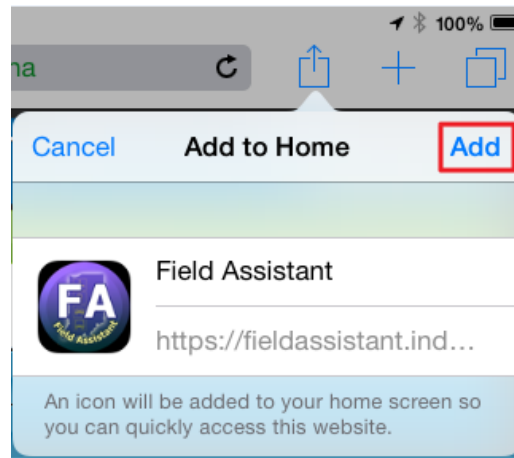 100%
na
Cancel Add to Home Add
FA
Field Assistant
Field Assistant
https://fieldassistant.ind...
An icon will be added to your home screen so
you can quickly access this website.